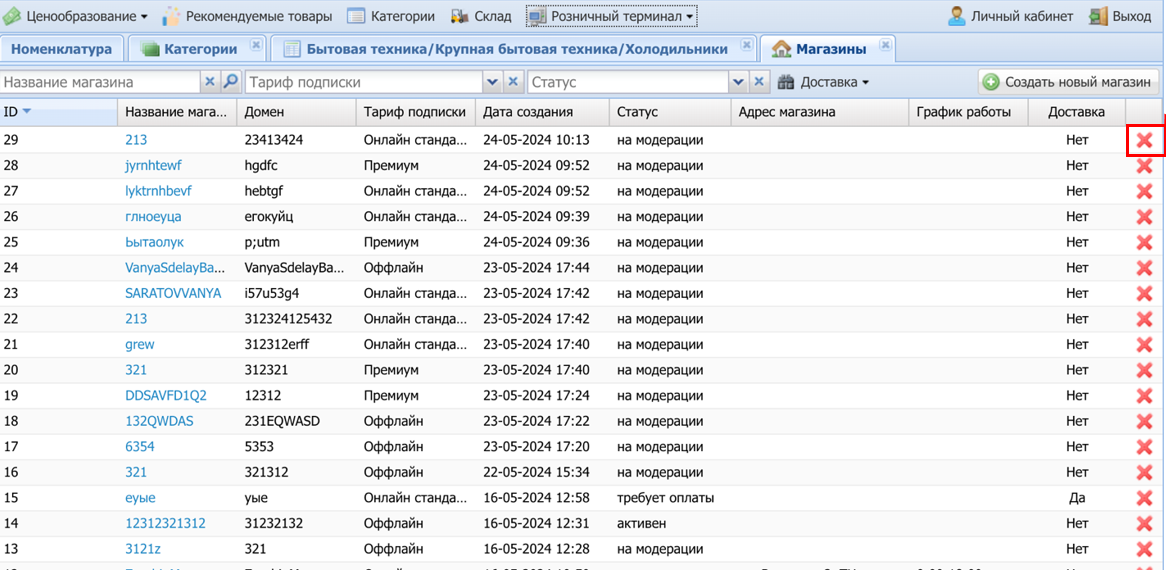 Ценообразование Рекомендуемые товары Категории Склад Розничный терминал Личный кабинет Выход
Номенклатура Категории Бытовая техника/Крупная бытовая техника/Холодильники Магазины
Название магазина Тариф подписки Статус Доставка Создать новый магазин
ID Название мага... Домен Тариф подписки Дата создания Статус Адрес магазина График работы Доставка
29 213 23413424 Онлайн станда... 24-05-2024 10:13 на модерации Нет
28 jyrnhtewf hgdfc Премиум 24-05-2024 09:52 на модерации Нет
27 lyktrnhbevf hebtgf Онлайн станда... 24-05-2024 09:52 на модерации Нет
26 глноеуца егокуйц Онлайн станда... 24-05-2024 09:39 на модерации Нет
25 Ьытаолук p;utm Премиум 24-05-2024 09:36 на модерации Нет
24 VanyaSdelayBa... VanyaSdelayBa... Оффлайн 23-05-2024 17:44 на модерации Нет
23 SARATOVVANYA i57u53g4 Онлайн станда... 23-05-2024 17:42 на модерации Нет
22 213 312324125432 Онлайн станда... 23-05-2024 17:42 на модерации Нет
21 grew 312312erff Онлайн станда... 23-05-2024 17:40 на модерации Нет
20 321 312321 Премиум 23-05-2024 17:40 на модерации Нет
19 DDSAVFD1Q2 12312 Премиум 23-05-2024 17:24 на модерации Нет
18 132QWDAS 231EQWASD Оффлайн 23-05-2024 17:22 на модерации Нет
17 6354 5353 Оффлайн 23-05-2024 17:20 на модерации Нет
16 321 321312 Оффлайн 22-05-2024 15:34 на модерации Нет
15 еуые уые Онлайн станда... 16-05-2024 12:58 требует оплаты Да
14 12312321312 31232132 Оффлайн 16-05-2024 12:31 активен Нет
13 3121z 321 Оффлайн 16-05-2024 12:28 на модерации Нет